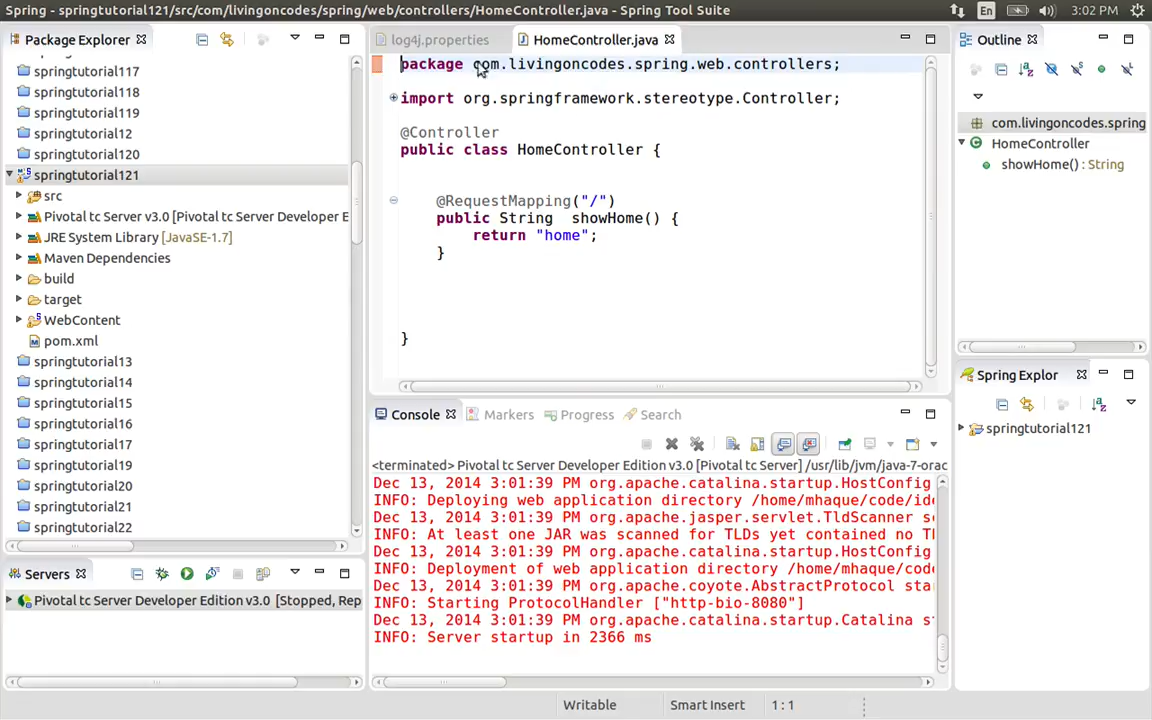 Spring - springtutorial121/src/com/livingoncodes/spring/web/controllers/HomeController.java - Spring Tool Suite
En
3:02 PM
Package Explorer
springtutorial117
springtutorial118
springtutorial119
springtutorial12
springtutorial120
springtutorial121
src
Pivotal tc Server v3.0 [Pivotal tc Server Developer E
JRE System Library [JavaSE-1.7]
Maven Dependencies
build
target
WebContent
pom.xml
springtutorial13
springtutorial14
springtutorial15
springtutorial16
springtutorial17
springtutorial19
springtutorial20
springtutorial21
springtutorial22
Servers
Pivotal tc Server Developer Edition v3.0 [Stopped, Rep
log4j.properties
HomeController.java
package com.livingoncodes.spring.web.controllers;
import org.springframework.stereotype.Controller;
@Controller
public class HomeController {
@RequestMapping("/")
public String showHome() {
return "home";
}
}
Console
Markers
Progress
Search
<terminated> Pivotal tc Server Developer Edition v3.0 [Pivotal tc Server] /usr/lib/jvm/java-7-orac
Dec 13, 2014 3:01:39 PM org.apache.catalina.startup.HostConfig
INFO: Deploying web application directory /home/mhaque/code/ide
Dec 13, 2014 3:01:39 PM org.apache.jasper.servlet.TldScanner s
INFO: At least one JAR was scanned for TLDs yet contained no T
Dec 13, 2014 3:01:39 PM org.apache.catalina.startup.HostConfig
INFO: Deployment of web application directory /home/mhaque/code
Dec 13, 2014 3:01:39 PM org.apache.coyote.AbstractProtocol star
INFO: Starting ProtocolHandler ["http-bio-8080"]
Dec 13, 2014 3:01:39 PM org.apache.catalina.startup.Catalina st
INFO: Server startup in 2366 ms
Outline
com.livingoncodes.spring
HomeController
showHome() : String
Spring Explor
springtutorial121
Writable
Smart Insert
1 : 1